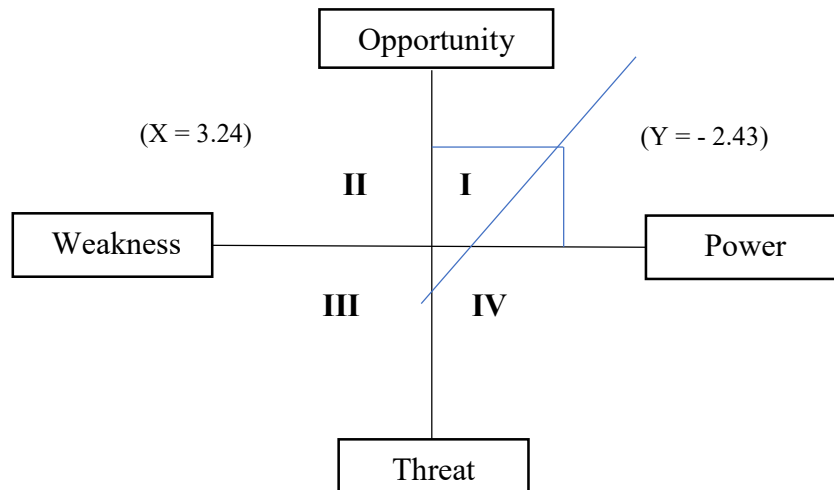 Opportunity
(X = 3.24)
(Y = - 2.43)
II
I
Weakness
Power
III
IV
Threat